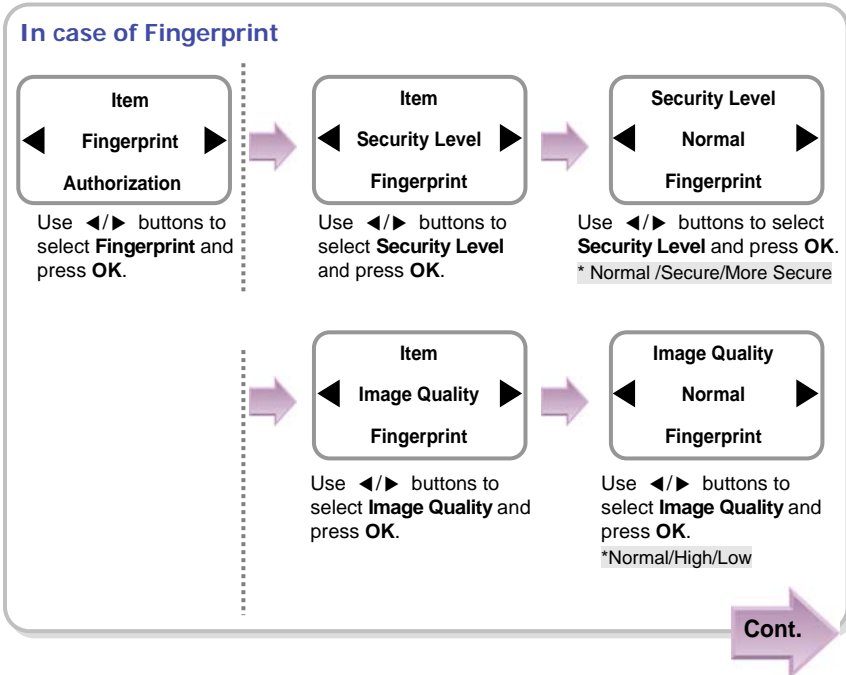 In case of Fingerprint
Item
◀ Fingerprint ▶
Authorization
Use ◀/▶ buttons to
select Fingerprint and
press OK.
Item
◀ Security Level ▶
Fingerprint
Use ◀/▶ buttons to
select Security Level
and press OK.
Security Level
◀ Normal ▶
Fingerprint
Use ◀/▶ buttons to select
Security Level and press OK.
* Normal /Secure/More Secure
Item
◀ Image Quality ▶
Fingerprint
Use ◀/▶ buttons to
select Image Quality and
press OK.
Image Quality
◀ Normal ▶
Fingerprint
Use ◀/▶ buttons to
select Image Quality and
press OK.
*Normal/High/Low
Cont.